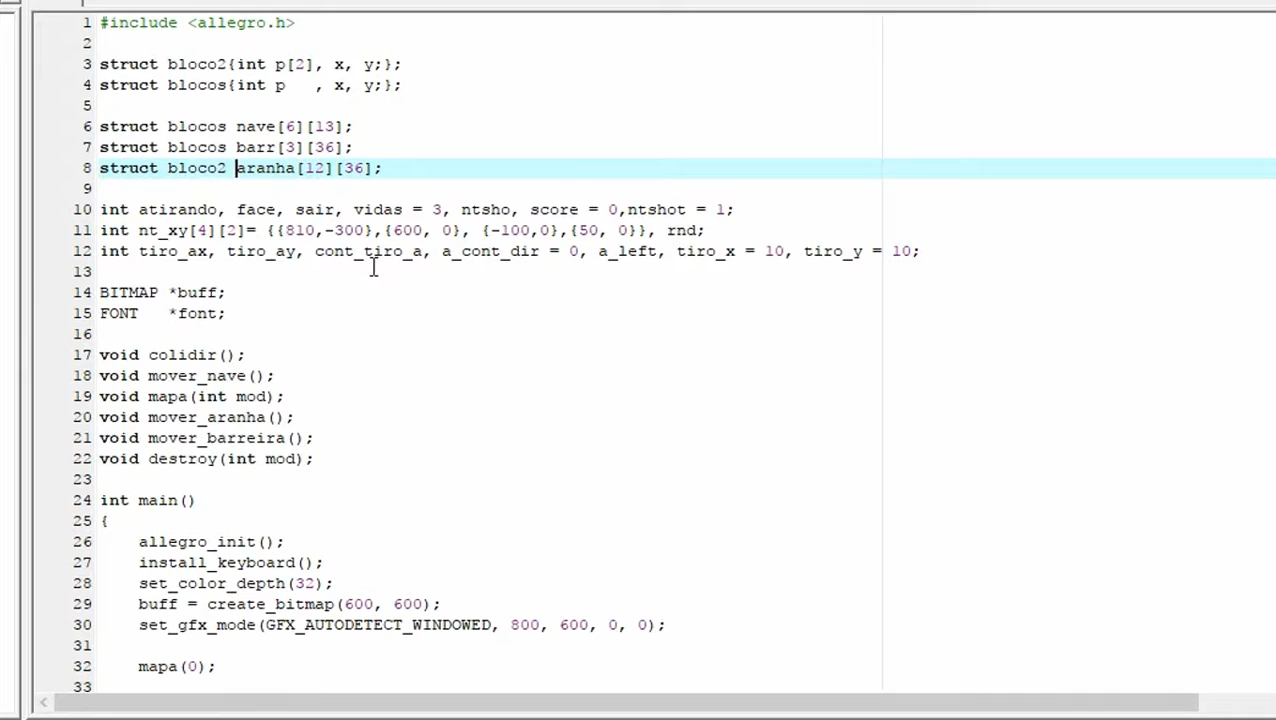 1 #include <allegro.h>
2
3 struct bloco2{int p[2], x, y;};
4 struct blocos{int p   , x, y;};
5
6 struct blocos nave[6][13];
7 struct blocos barr[3][36];
8 struct bloco2 aranha[12][36];
9
10 int atirando, face, sair, vidas = 3, ntsho, score = 0,ntshot = 1;
11 int nt_xy[4][2]= {{810,-300},{600, 0}, {-100,0},{50, 0}}, rnd;
12 int tiro_ax, tiro_ay, cont_tiro_a, a_cont_dir = 0, a_left, tiro_x = 10, tiro_y = 10;
13
14 BITMAP *buff;
15 FONT   *font;
16
17 void colidir();
18 void mover_nave();
19 void mapa(int mod);
20 void mover_aranha();
21 void mover_barreira();
22 void destroy(int mod);
23
24 int main()
25 {
26     allegro_init();
27     install_keyboard();
28     set_color_depth(32);
29     buff = create_bitmap(600, 600);
30     set_gfx_mode(GFX_AUTODETECT_WINDOWED, 800, 600, 0, 0);
31
32     mapa(0);
33